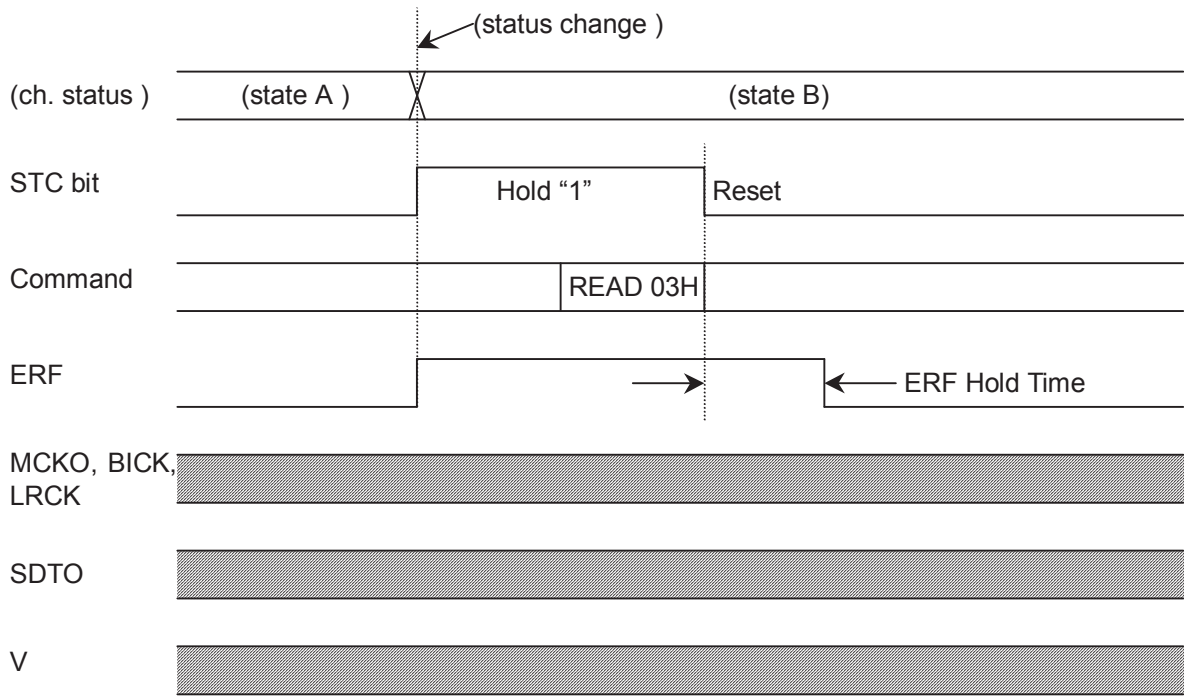 (status change )
(ch. status )
(state A )
(state B)
STC bit
Hold “1”
Reset
Command
READ 03H
ERF
ERF Hold Time
MCKO, BICK,
LRCK
SDTO
V